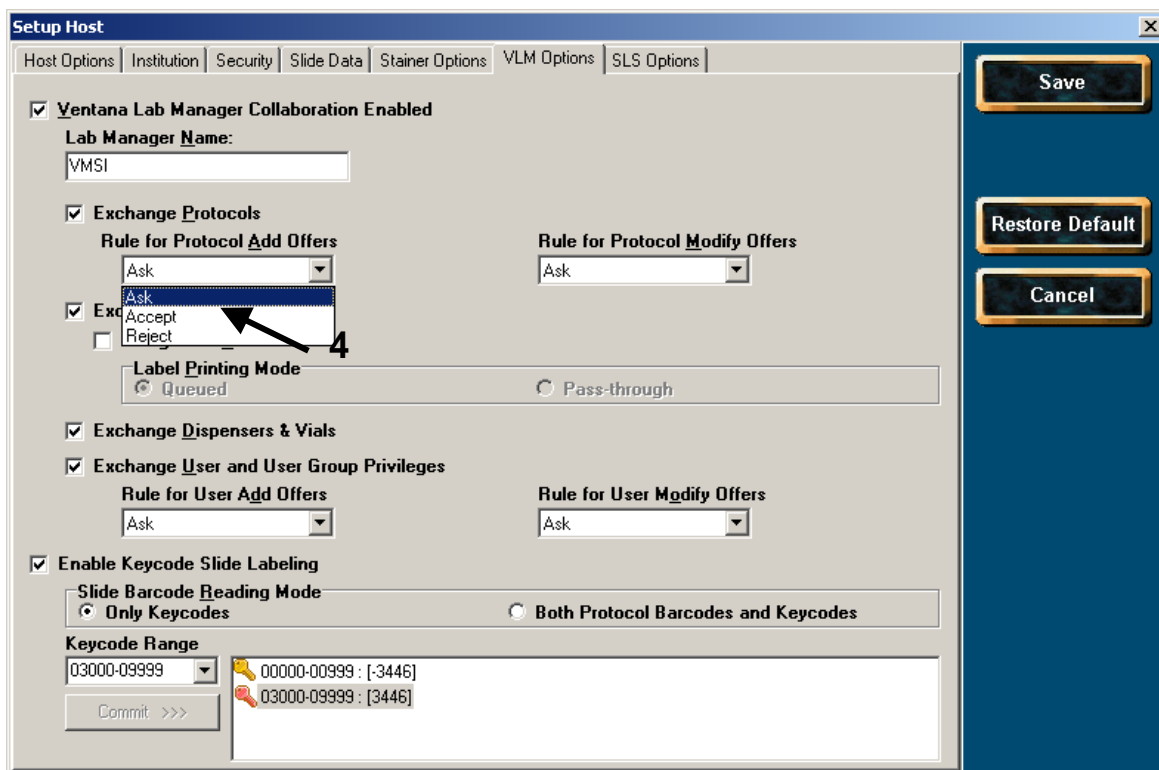 Setup Host
Host Options Institution Security Slide Data Stainer Options VLM Options SLS Options
Save
Ventana Lab Manager Collaboration Enabled
Lab Manager Name:
VMSI
Exchange Protocols
Rule for Protocol Add Offers Rule for Protocol Modify Offers
Restore Default
Ask Ask
Ask
Cancel
Accept
Reject
4
Label Printing Mode
Queued Pass-through
Exchange Dispensers & Vials
Exchange User and User Group Privileges
Rule for User Add Offers Rule for User Modify Offers
Ask Ask
Enable Keycode Slide Labeling
Slide Barcode Reading Mode
Only Keycodes Both Protocol Barcodes and Keycodes
Keycode Range
03000-09999 00000-00999 : [-3446]
03000-09999 : [3446]
Commit >>>